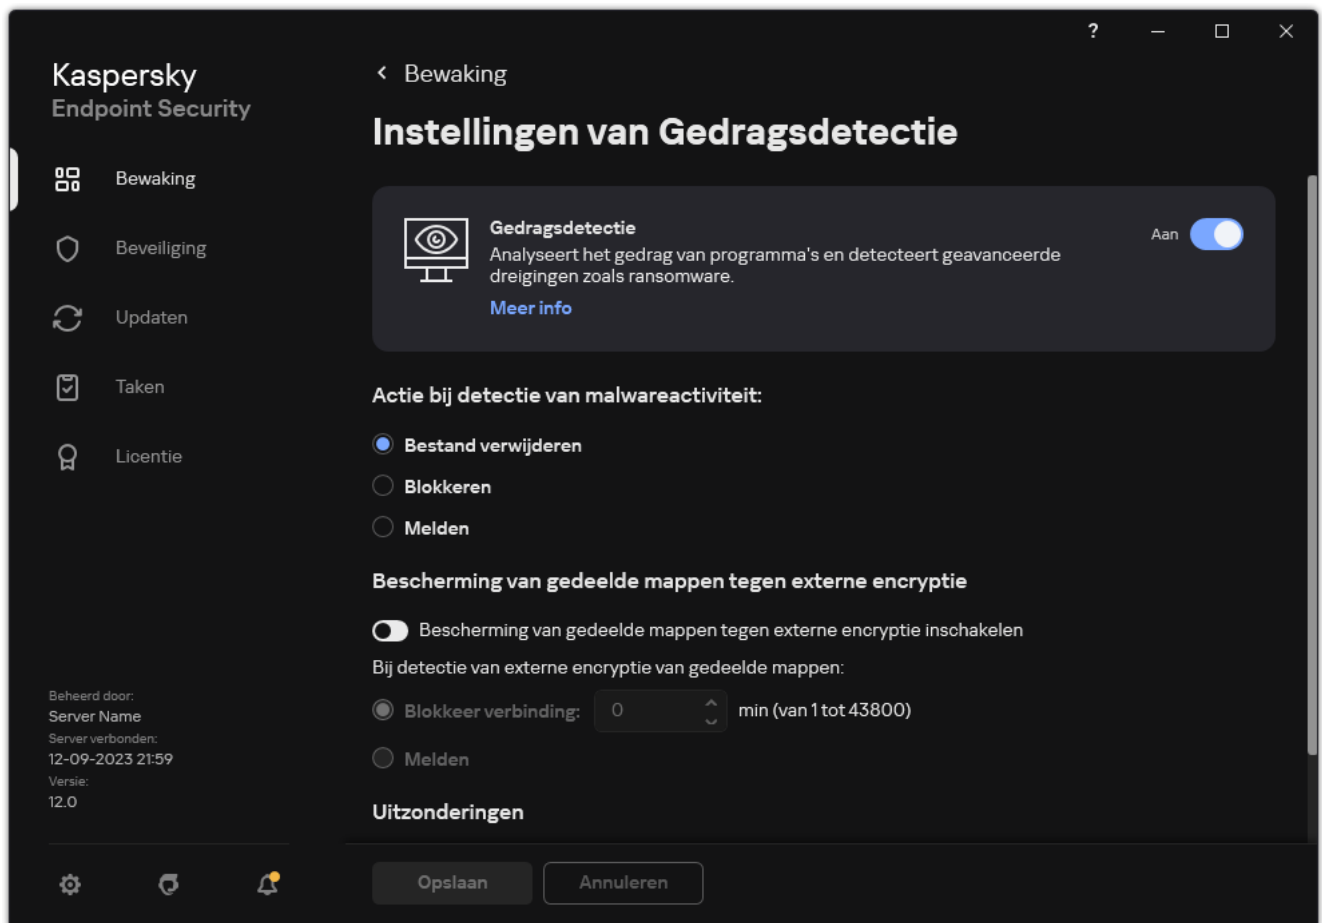 ?
Kaspersky
Endpoint Security
Bewaking
Beveiliging
Updaten
Taken
Licentie
Beheerd door:
Server Name
Server verbonden:
12-09-2023 21:59
Versie:
12.0
Bewaking
Instellingen van Gedragsdetectie
Gedragsdetectie
Aan
Analyseert het gedrag van programma's en detecteert geavanceerde
dreigingen zoals ransomware.
Meer info
Actie bij detectie van malwareactiviteit:
Bestand verwijderen
Blokkeren
Melden
Bescherming van gedeelde mappen tegen externe encryptie
Bescherming van gedeelde mappen tegen externe encryptie inschakelen
Bij detectie van externe encryptie van gedeelde mappen:
Blokkeer verbinding: 0 min (van 1 tot 43800)
Melden
Uitzonderingen
Opslaan Annuleren